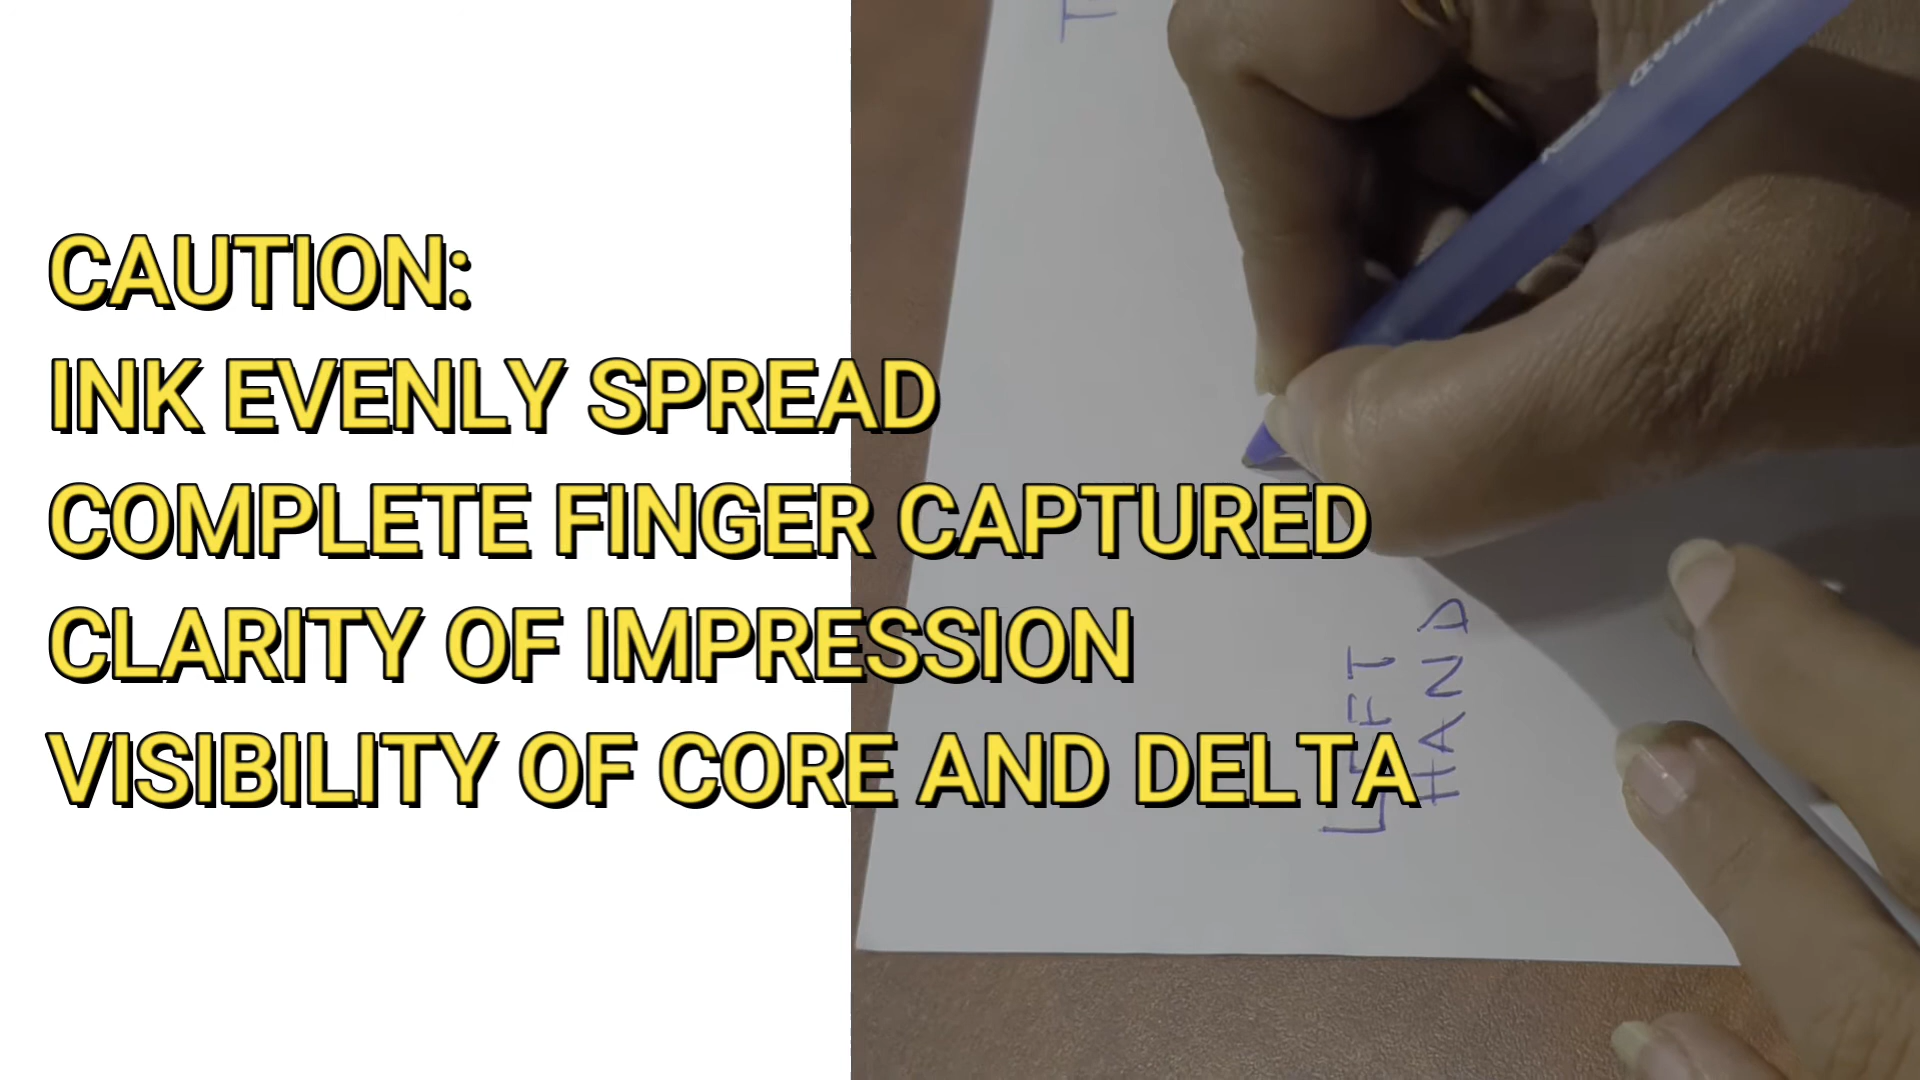 CAUTION:
INK EVENLY SPREAD
COMPLETE FINGER CAPTURED
CLARITY OF IMPRESSION
VISIBILITY OF CORE AND DELTA
LEFT
HAND